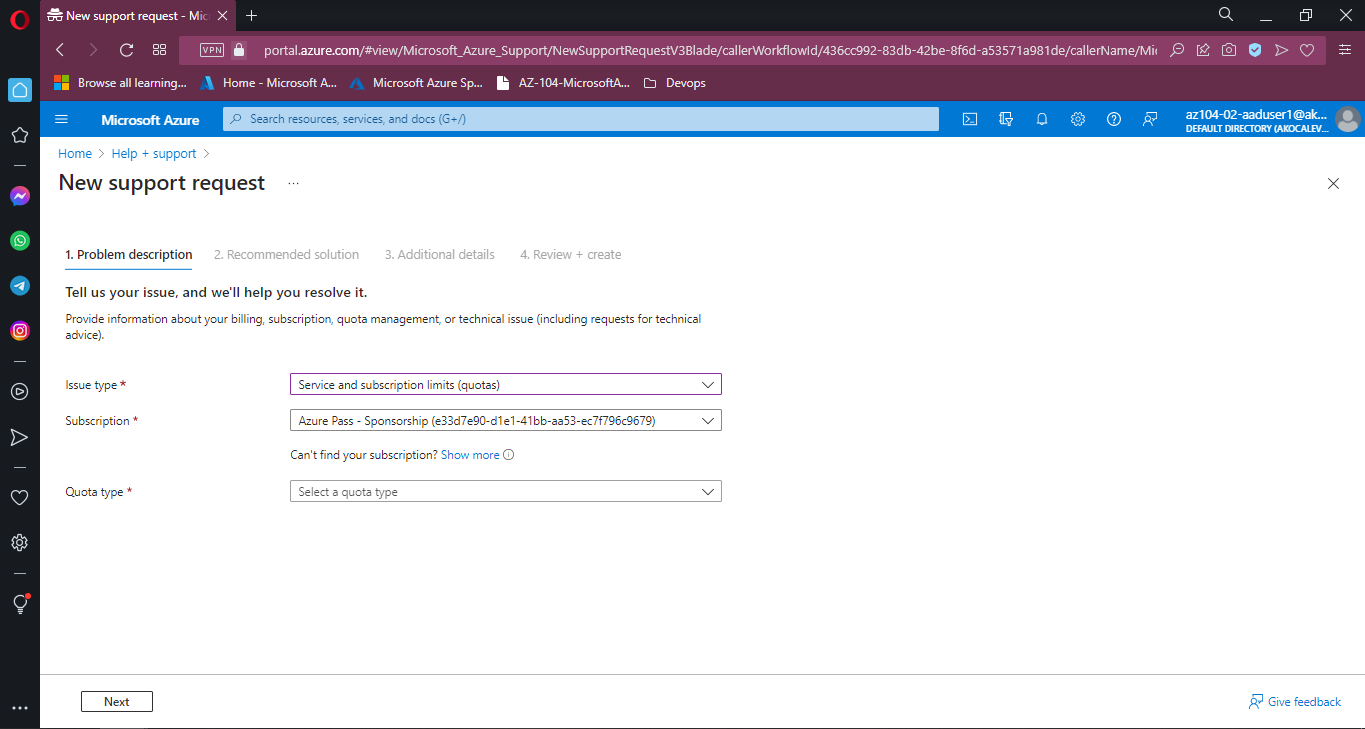 New support request - Mic
VPN
portal.azure.com/#view/Microsoft_Azure_Support/NewSupportRequestV3Blade/callerWorkflowId/436cc992-83db-42be-8f6d-a53571a981de/callerName/Mic
Browse all learning...
Home - Microsoft A...
Microsoft Azure Sp...
AZ-104-MicrosoftA...
Devops
Microsoft Azure
Search resources, services, and docs (G+/)
az104-02-aaduser1@ak...
DEFAULT DIRECTORY (AKOCALEV...
Home > Help + support >
New support request ...
1. Problem description
2. Recommended solution
3. Additional details
4. Review + create
Tell us your issue, and we'll help you resolve it.
Provide information about your billing, subscription, quota management, or technical issue (including requests for technical
advice).
Issue type *
Service and subscription limits (quotas)
Subscription *
Azure Pass - Sponsorship (e33d7e90-d1e1-41bb-aa53-ec7f796c9679)
Can't find your subscription? Show more
Quota type *
Select a quota type
Next
Give feedback